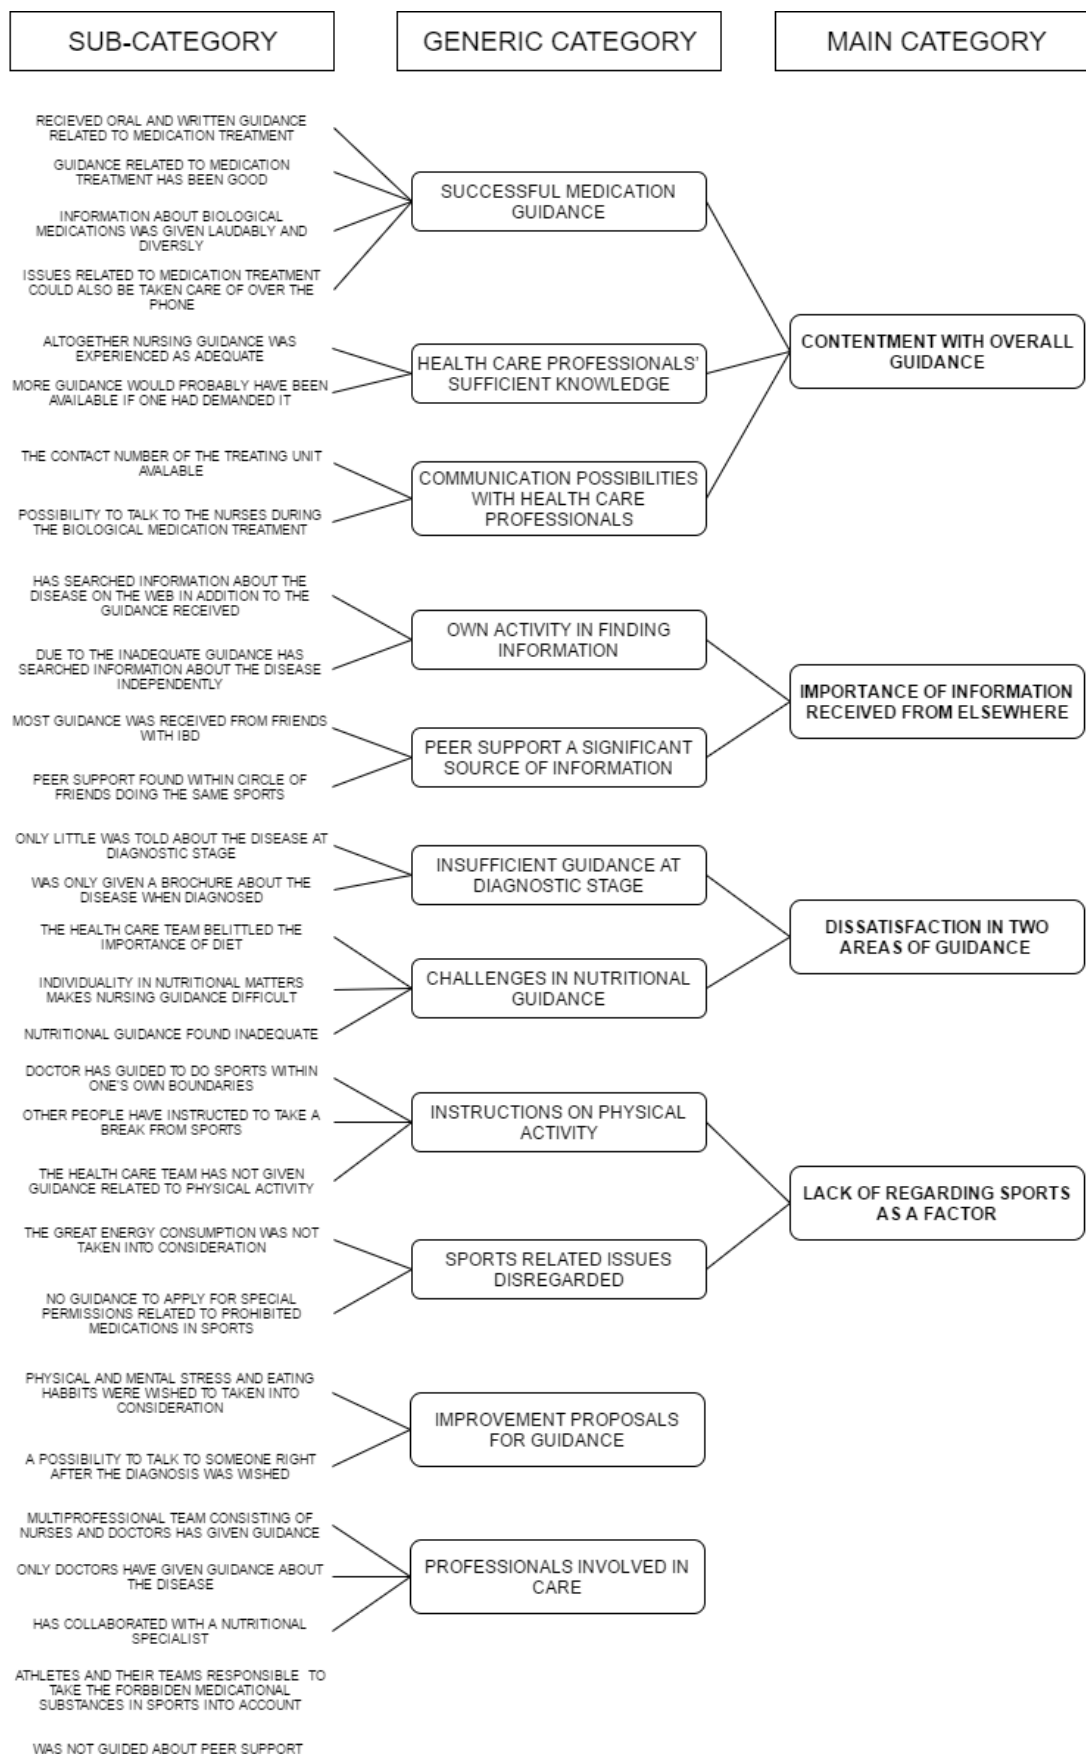 SUB-CATEGORY
GENERIC CATEGORY
MAIN CATEGORY
RECIEVED ORAL AND WRITTEN GUIDANCE
RELATED TO MEDICATION TREATMENT
GUIDANCE RELATED TO MEDICATION
TREATMENT HAS BEEN GOOD
INFORMATION ABOUT BIOLOGICAL
MEDICATIONS WAS GIVEN LAUDABLY AND
DIVERSLY
ISSUES RELATED TO MEDICATION TREATMENT
COULD ALSO BE TAKEN CARE OF OVER THE
PHONE
SUCCESSFUL MEDICATION
GUIDANCE
ALTOGETHER NURSING GUIDANCE WAS
EXPERIENCED AS ADEQUATE
MORE GUIDANCE WOULD PROBABLY HAVE BEEN
AVAILABLE IF ONE HAD DEMANDED IT
HEALTH CARE PROFESSIONALS'
SUFFICIENT KNOWLEDGE
THE CONTACT NUMBER OF THE TREATING UNIT
AVALABLE
POSSIBILITY TO TALK TO THE NURSES DURING
THE BIOLOGICAL MEDICATION TREATMENT
COMMUNICATION POSSIBILITIES
WITH HEALTH CARE
PROFESSIONALS
CONTENTMENT WITH OVERALL
GUIDANCE
HAS SEARCHED INFORMATION ABOUT THE
DISEASE ON THE WEB IN ADDITION TO THE
GUIDANCE RECEIVED
DUE TO THE INADEQUATE GUIDANCE HAS
SEARCHED INFORMATION ABOUT THE DISEASE
INDEPENDENTLY
OWN ACTIVITY IN FINDING
INFORMATION
MOST GUIDANCE WAS RECEIVED FROM FRIENDS
WITH IBD
PEER SUPPORT FOUND WITHIN CIRCLE OF
FRIENDS DOING THE SAME SPORTS
PEER SUPPORT A SIGNIFICANT
SOURCE OF INFORMATION
IMPORTANCE OF INFORMATION
RECEIVED FROM ELSEWHERE
ONLY LITTLE WAS TOLD ABOUT THE DISEASE AT
DIAGNOSTIC STAGE
WAS ONLY GIVEN A BROCHURE ABOUT THE
DISEASE WHEN DIAGNOSED
INSUFFICIENT GUIDANCE AT
DIAGNOSTIC STAGE
THE HEALTH CARE TEAM BELITTLED THE
IMPORTANCE OF DIET
INDIVIDUALITY IN NUTRITIONAL MATTERS
MAKES NURSING GUIDANCE DIFFICULT
NUTRITIONAL GUIDANCE FOUND INADEQUATE
CHALLENGES IN NUTRITIONAL
GUIDANCE
DISSATISFACTION IN TWO
AREAS OF GUIDANCE
DOCTOR HAS GUIDED TO DO SPORTS WITHIN
ONE'S OWN BOUNDARIES
OTHER PEOPLE HAVE INSTRUCTED TO TAKE A
BREAK FROM SPORTS
THE HEALTH CARE TEAM HAS NOT GIVEN
GUIDANCE RELATED TO PHYSICAL ACTIVITY
INSTRUCTIONS ON PHYSICAL
ACTIVITY
THE GREAT ENERGY CONSUMPTION WAS NOT
TAKEN INTO CONSIDERATION
NO GUIDANCE TO APPLY FOR SPECIAL
PERMISSIONS RELATED TO PROHIBITED
MEDICATIONS IN SPORTS
SPORTS RELATED ISSUES
DISREGARDED
LACK OF REGARDING SPORTS
AS A FACTOR
PHYSICAL AND MENTAL STRESS AND EATING
HABBITS WERE WISHED TO TAKEN INTO
CONSIDERATION
A POSSIBILITY TO TALK TO SOMEONE RIGHT
AFTER THE DIAGNOSIS WAS WISHED
IMPROVEMENT PROPOSALS
FOR GUIDANCE
MULTIPROFESSIONAL TEAM CONSISTING OF
NURSES AND DOCTORS HAS GIVEN GUIDANCE
ONLY DOCTORS HAVE GIVEN GUIDANCE ABOUT
THE DISEASE
HAS COLLABORATED WITH A NUTRITIONAL
SPECIALIST
PROFESSIONALS INVOLVED IN
CARE
ATHLETES AND THEIR TEAMS RESPONSIBLE TO
TAKE THE FORBBIDEN MEDICATIONAL
SUBSTANCES IN SPORTS INTO ACCOUNT
WAS NOT GUIDED ABOUT PEER SUPPORT